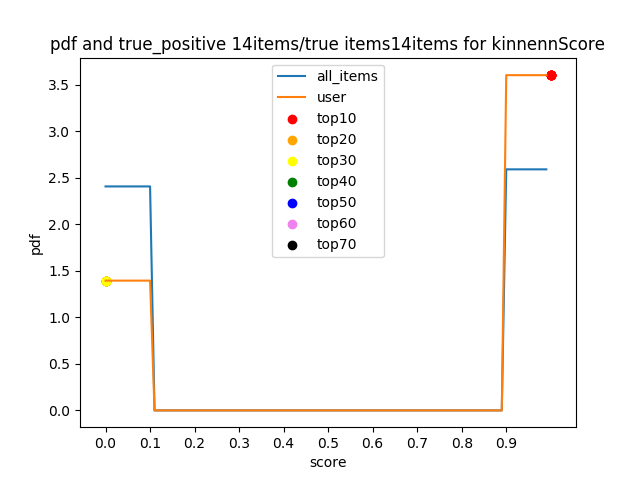 pdf and true_positive 14items/true items14items for kinnennScore
all_items
user
top10
top20
top30
top40
top50
top60
top70
3.5
3.0
2.5
2.0
1.5
1.0
0.5
0.0
pdf
0.0 0.1 0.2 0.3 0.4 0.5 0.6 0.7 0.8 0.9
score